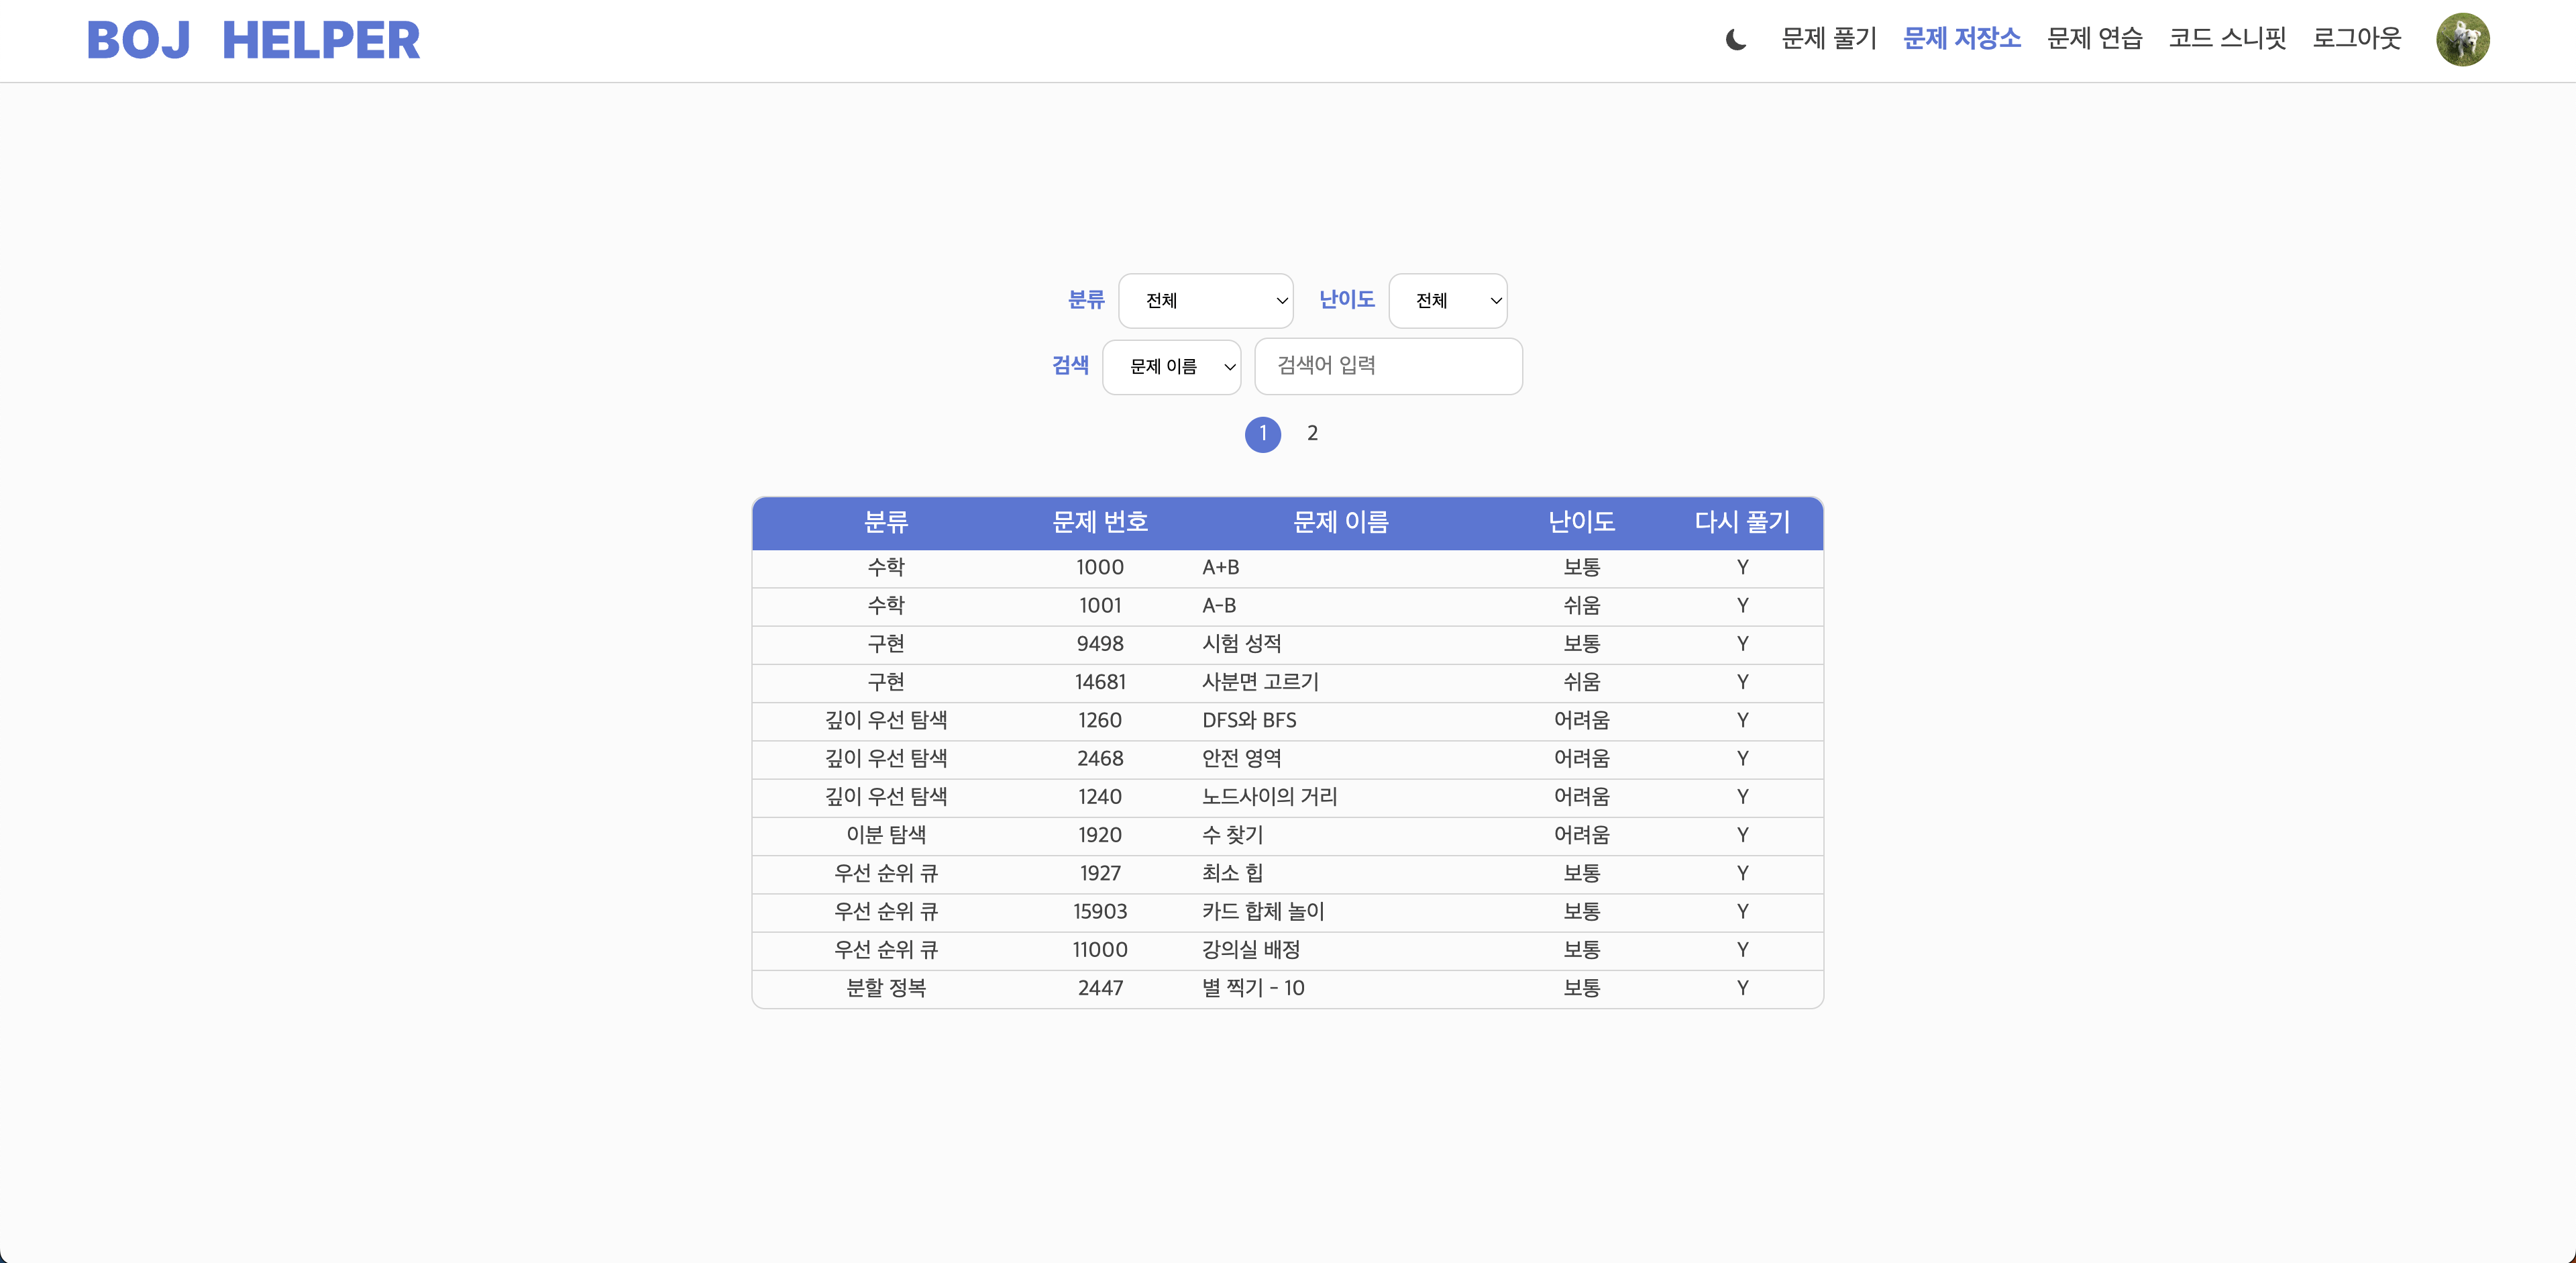 BOJ HELPER 문제 풀기 문제 저장소 문제 연습 코드 스니핏 로그아웃
분류 전체 난이도 전체
검색 문제 이름 검색어 입력
1 2
분류 문제 번호 문제 이름 난이도 다시 풀기
수학 1000 A+B 보통 Y
수학 1001 A-B 쉬움 Y
구현 9498 시험 성적 보통 Y
구현 14681 사분면 고르기 쉬움 Y
깊이 우선 탐색 1260 DFS와 BFS 어려움 Y
깊이 우선 탐색 2468 안전 영역 어려움 Y
깊이 우선 탐색 1240 노드사이의 거리 어려움 Y
이분 탐색 1920 수 찾기 어려움 Y
우선 순위 큐 1927 최소 힙 보통 Y
우선 순위 큐 15903 카드 합체 놀이 보통 Y
우선 순위 큐 11000 강의실 배정 보통 Y
분할 정복 2447 별 찍기 - 10 보통 Y